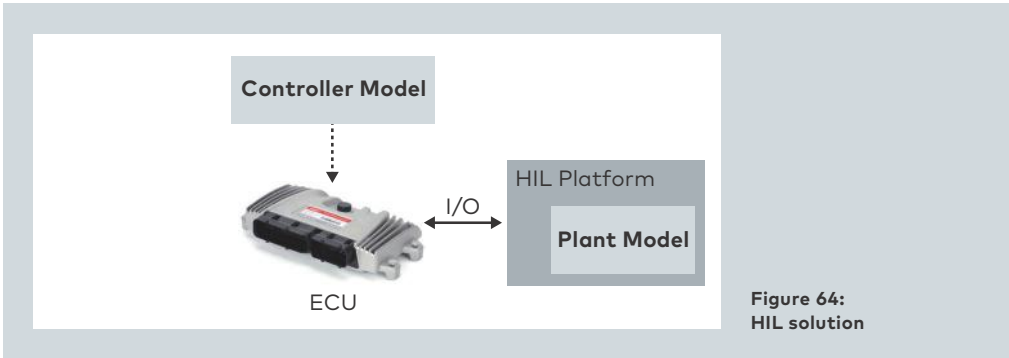 Controller Model
HIL Platform
I/O
Plant Model
ECU
Figure 64:
HIL solution